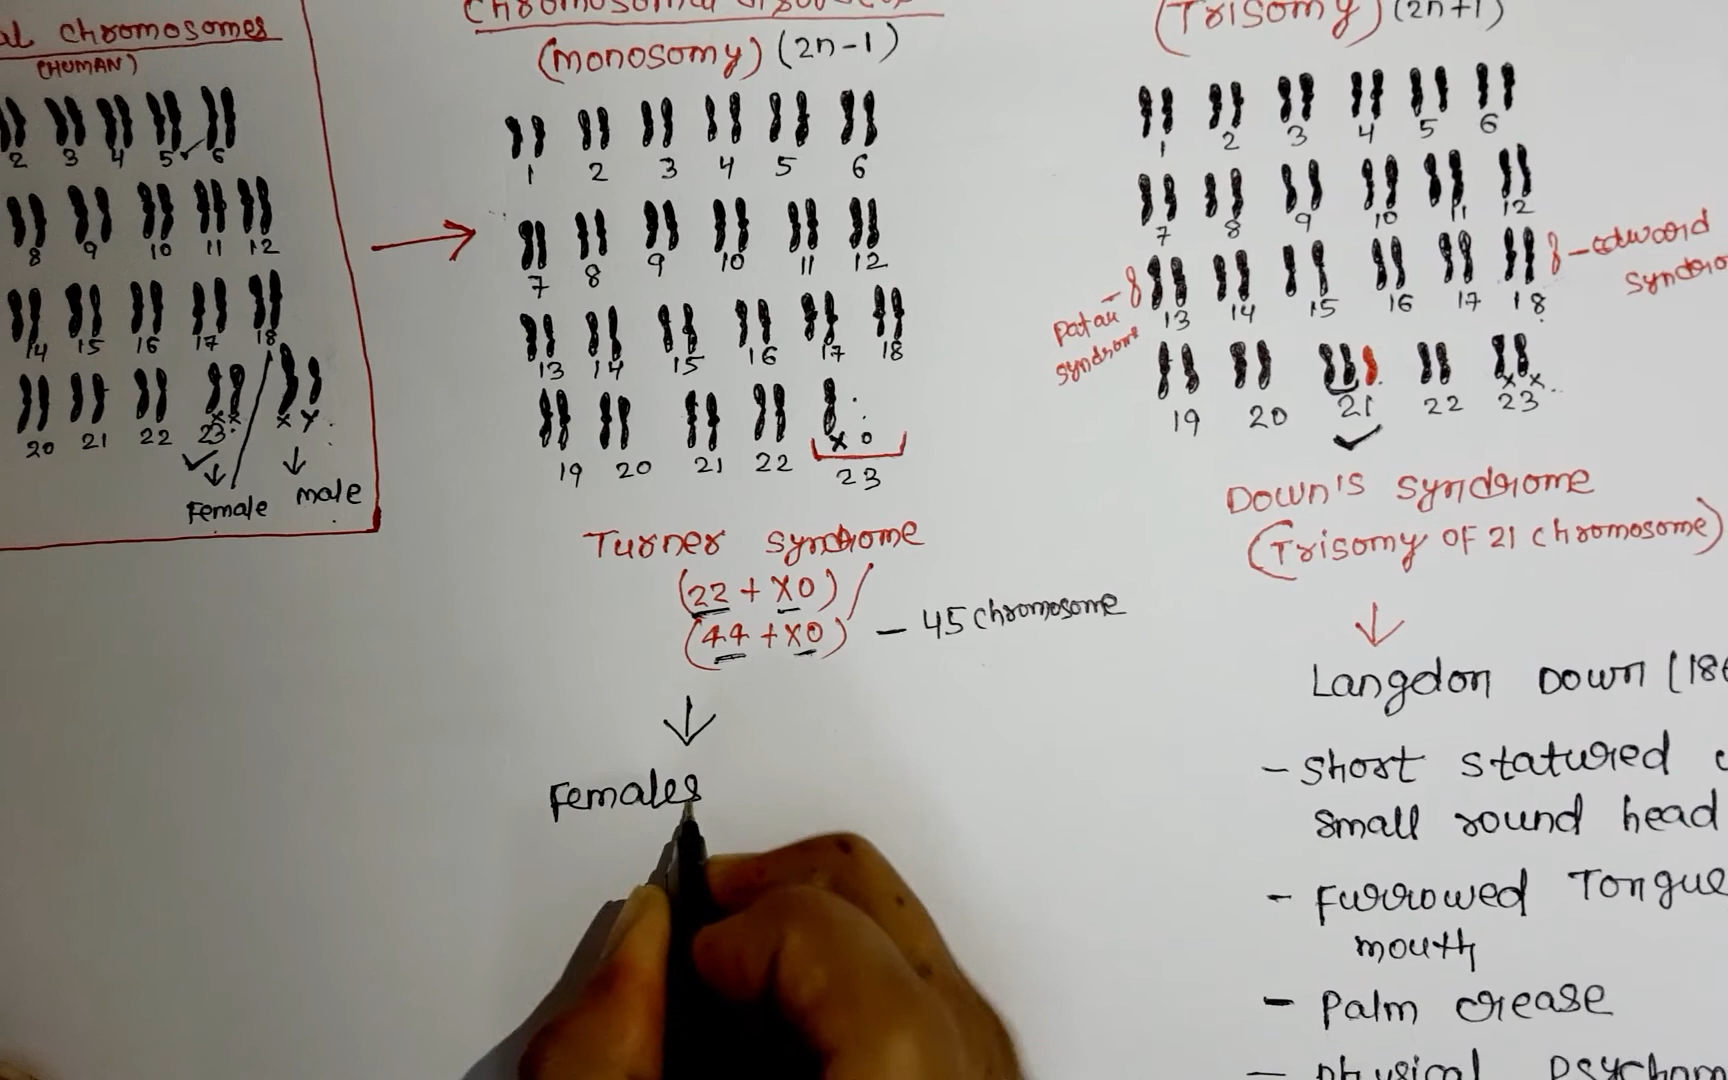 chromosomes
(HUMAN)
2 3 4 5 6
8 9 10 11 12
14 15 16 17 18
20 21 22 23
x x x y
Female male
(monosomy) (2n-1)
1 2 3 4 5 6
7 8 9 10 11 12
13 14 15 16 17 18
x 0
19 20 21 22 23
Turner syndrome
(22 + XO) /
(44 + XO) - 45 chromosome
Females
(Trisomy) (2n+1)
1 2 3 4 5 6
7 8 9 10 11 12
Patau syndrome
13 14 15 16 17 18
x x
19 20 21 22 23
Down's syndrome
(Trisomy of 21 chromosome)
Langdon Down (18
- Short statured
small round head
- Furrowed Tongue
mouth
- Palm crease
- Physical